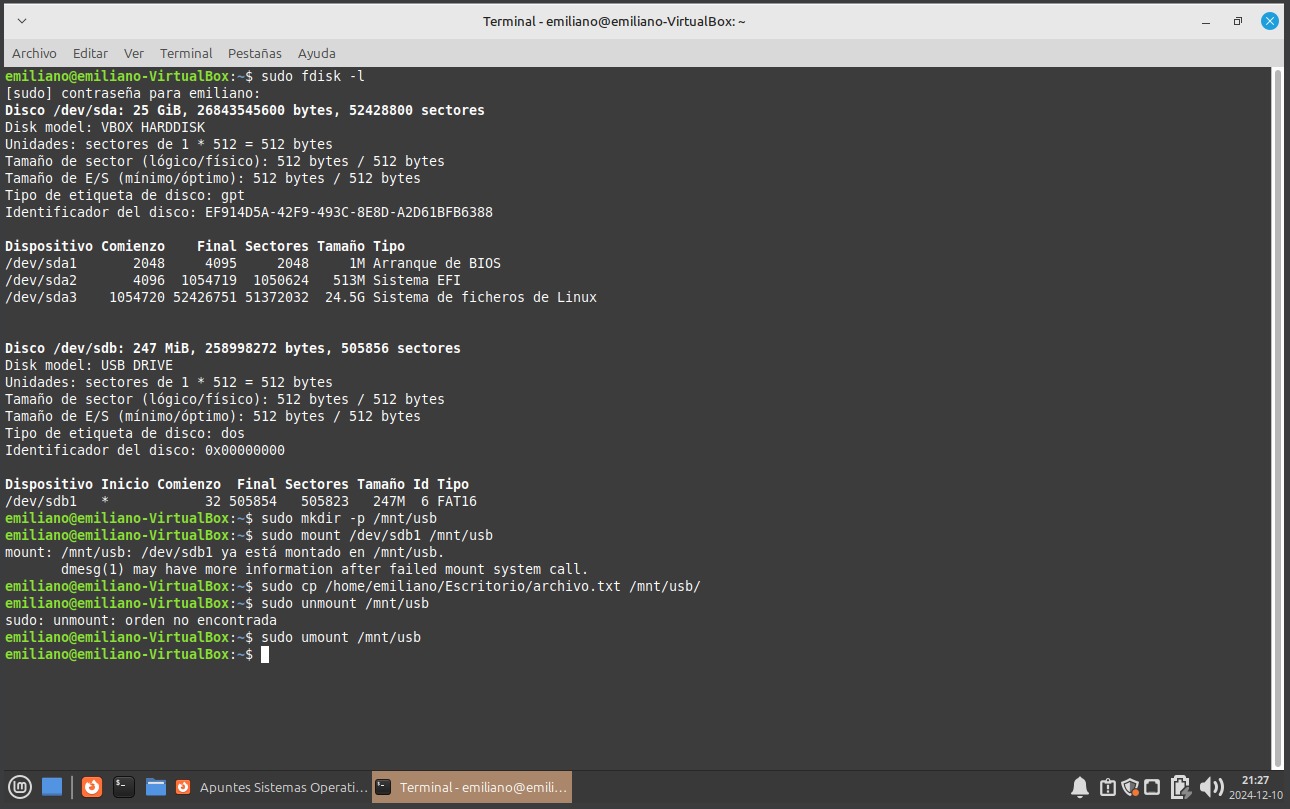 Terminal - emiliano@emiliano-VirtualBox: ~
Archivo Editar Ver Terminal Pestañas Ayuda
emiliano@emiliano-VirtualBox:~$ sudo fdisk -l
[sudo] contraseña para emiliano:
Disco /dev/sda: 25 GiB, 26843545600 bytes, 52428800 sectores
Disk model: VBOX HARDDISK
Unidades: sectores de 1 * 512 = 512 bytes
Tamaño de sector (lógico/físico): 512 bytes / 512 bytes
Tamaño de E/S (mínimo/óptimo): 512 bytes / 512 bytes
Tipo de etiqueta de disco: gpt
Identificador del disco: EF914D5A-42F9-493C-8E8D-A2D61BFB6388
Dispositivo Comienzo    Final Sectores Tamaño Tipo
/dev/sda1       2048     4095     2048     1M Arranque de BIOS
/dev/sda2       4096  1054719  1050624   513M Sistema EFI
/dev/sda3    1054720 52426751 51372032  24.5G Sistema de ficheros de Linux
Disco /dev/sdb: 247 MiB, 258998272 bytes, 505856 sectores
Disk model: USB DRIVE
Unidades: sectores de 1 * 512 = 512 bytes
Tamaño de sector (lógico/físico): 512 bytes / 512 bytes
Tamaño de E/S (mínimo/óptimo): 512 bytes / 512 bytes
Tipo de etiqueta de disco: dos
Identificador del disco: 0x00000000
Dispositivo Inicio Comienzo  Final Sectores Tamaño Id Tipo
/dev/sdb1   *            32 505854   505823   247M  6 FAT16
emiliano@emiliano-VirtualBox:~$ sudo mkdir -p /mnt/usb
emiliano@emiliano-VirtualBox:~$ sudo mount /dev/sdb1 /mnt/usb
mount: /mnt/usb: /dev/sdb1 ya está montado en /mnt/usb.
       dmesg(1) may have more information after failed mount system call.
emiliano@emiliano-VirtualBox:~$ sudo cp /home/emiliano/Escritorio/archivo.txt /mnt/usb/
emiliano@emiliano-VirtualBox:~$ sudo unmount /mnt/usb
sudo: unmount: orden no encontrada
emiliano@emiliano-VirtualBox:~$ sudo umount /mnt/usb
emiliano@emiliano-VirtualBox:~$
Apuntes Sistemas Operati... Terminal - emiliano@emili...
21:27
2024-12-10